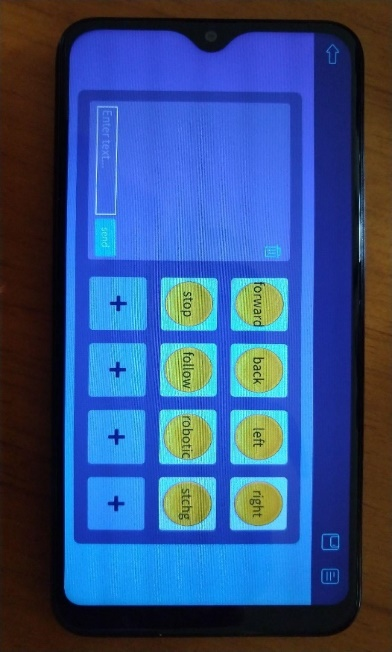 Enter text...
send
forward
back
left
right
stop
follow
robotic
stchg
+
+
+
+